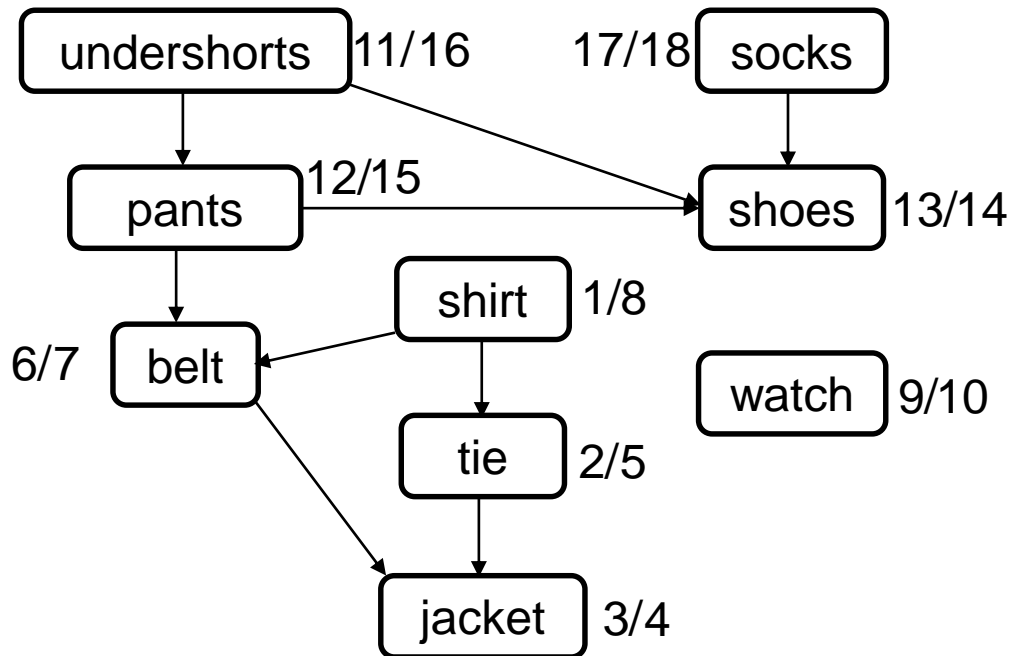 undershorts 11/16 17/18 socks
pants 12/15 shoes 13/14
shirt 1/8
6/7 belt watch 9/10
tie 2/5
jacket 3/4